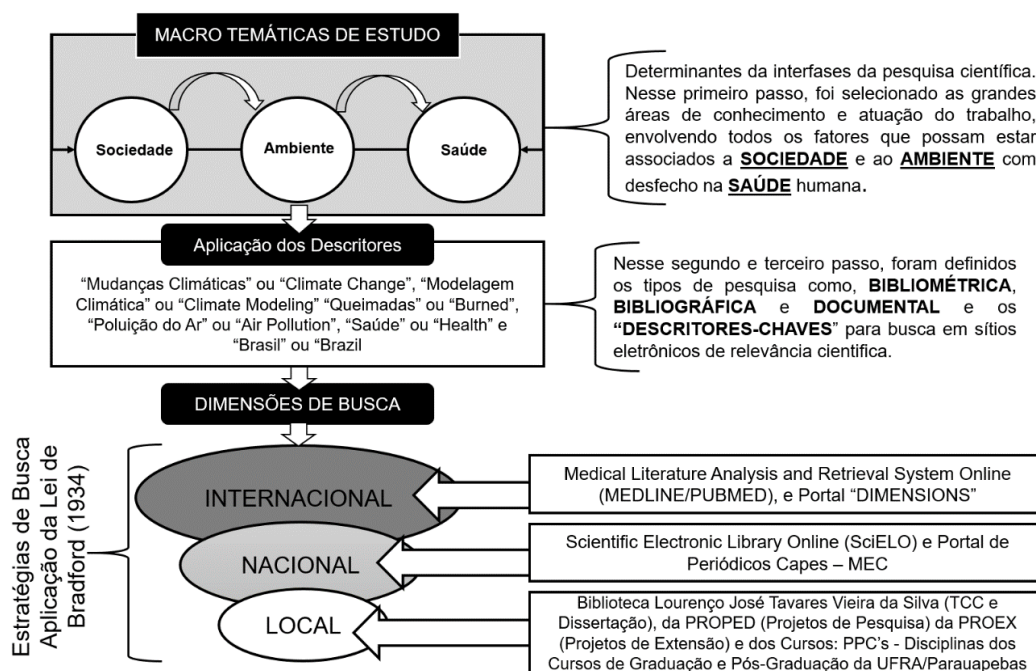 MACRO TEMÁTICAS DE ESTUDO
Sociedade
Ambiente
Saúde
Determinantes da interfases da pesquisa científica.
Nesse primeiro passo, foi selecionado as grandes
áreas de conhecimento e atuação do trabalho,
envolvendo todos os fatores que possam estar
associados a SOCIEDADE e ao AMBIENTE com
desfecho na SAÚDE humana.
Aplicação dos Descritores
“Mudanças Climáticas” ou “Climate Change”, “Modelagem
Climática” ou “Climate Modeling” “Queimadas” ou “Burned”,
“Poluição do Ar” ou “Air Pollution”, “Saúde” ou “Health” e
“Brasil” ou “Brazil
Nesse segundo e terceiro passo, foram definidos
os tipos de pesquisa como, BIBLIOMÉTRICA,
BIBLIOGRÁFICA e DOCUMENTAL e os
“DESCRITORES-CHAVES” para busca em sítios
eletrônicos de relevância cientifica.
DIMENSÕES DE BUSCA
Estratégias de Busca
Aplicação da Lei de
Bradford (1934)
INTERNACIONAL
Medical Literature Analysis and Retrieval System Online
(MEDLINE/PUBMED), e Portal “DIMENSIONS”
NACIONAL
Scientific Electronic Library Online (SciELO) e Portal de
Periódicos Capes – MEC
LOCAL
Biblioteca Lourenço José Tavares Vieira da Silva (TCC e
Dissertação), da PROPED (Projetos de Pesquisa) da PROEX
(Projetos de Extensão) e dos Cursos: PPC’s - Disciplinas dos
Cursos de Graduação e Pós-Graduação da UFRA/Parauapebas